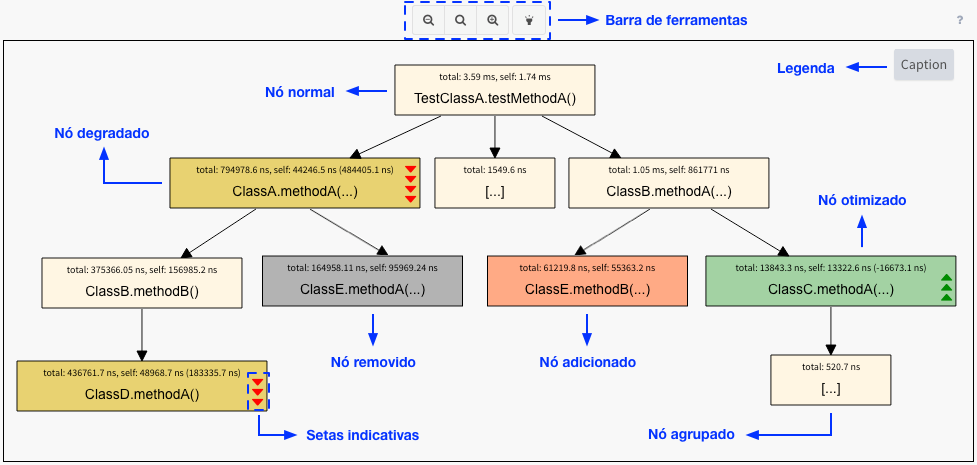 Barra de ferramentas
?
Legenda
Caption
total: 3.59 ms, self: 1.74 ms
TestClassA.testMethodA()
Nó normal
Nó degradado
total: 794978.6 ns, self: 44246.5 ns (484405.1 ns)
ClassA.methodA(...)
total: 1549.6 ns
[...]
total: 1.05 ms, self: 861771 ns
ClassB.methodA(...)
Nó otimizado
total: 375366.05 ns, self: 156985.2 ns
ClassB.methodB()
total: 164958.11 ns, self: 95969.24 ns
ClassE.methodA(...)
total: 61219.8 ns, self: 55363.2 ns
ClassE.methodB(...)
total: 13843.3 ns, self: 13322.6 ns (-16673.1 ns)
ClassC.methodA(...)
Nó removido
Nó adicionado
total: 436761.7 ns, self: 48968.7 ns (183335.7 ns)
ClassD.methodA()
total: 520.7 ns
[...]
Setas indicativas
Nó agrupado